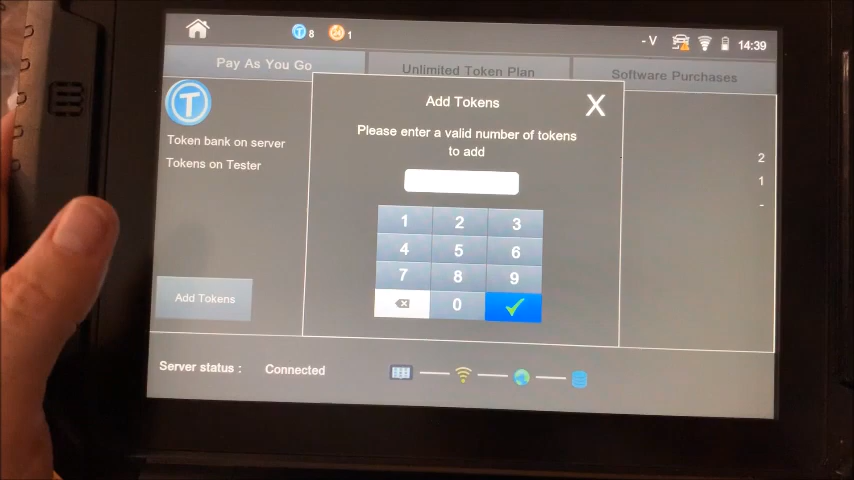 8
1
- V
14:39
Pay As You Go
Unlimited Token Plan
Software Purchases
T
Add Tokens
X
Please enter a valid number of tokens
to add
Token bank on server
2
Tokens on Tester
1
-
1 2 3
4 5 6
7 8 9
0
Add Tokens
Server status : Connected